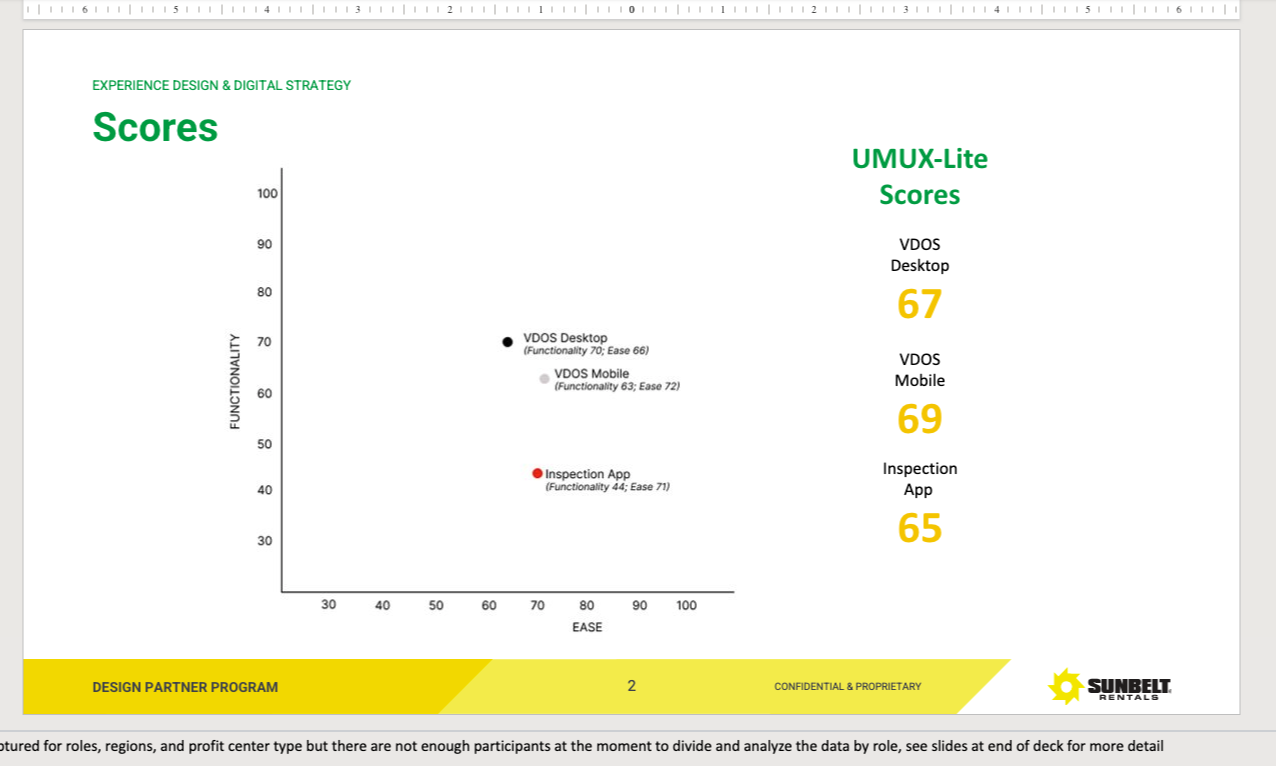 6 5 4 3 2 1 0 1 2 3 4 5 6
EXPERIENCE DESIGN & DIGITAL STRATEGY
Scores
UMUX-Lite
Scores
VDOS
Desktop
67
VDOS
Mobile
69
Inspection
App
65
FUNCTIONALITY
100
90
80
70
60
50
40
30
VDOS Desktop
(Functionality 70; Ease 66)
VDOS Mobile
(Functionality 63; Ease 72)
Inspection App
(Functionality 44; Ease 71)
30 40 50 60 70 80 90 100
EASE
DESIGN PARTNER PROGRAM
2
CONFIDENTIAL & PROPRIETARY
SUNBELT
RENTALS
for roles, regions, and profit center type but there are not enough participants at the moment to divide and analyze the data by role, see slides at end of deck for more detail